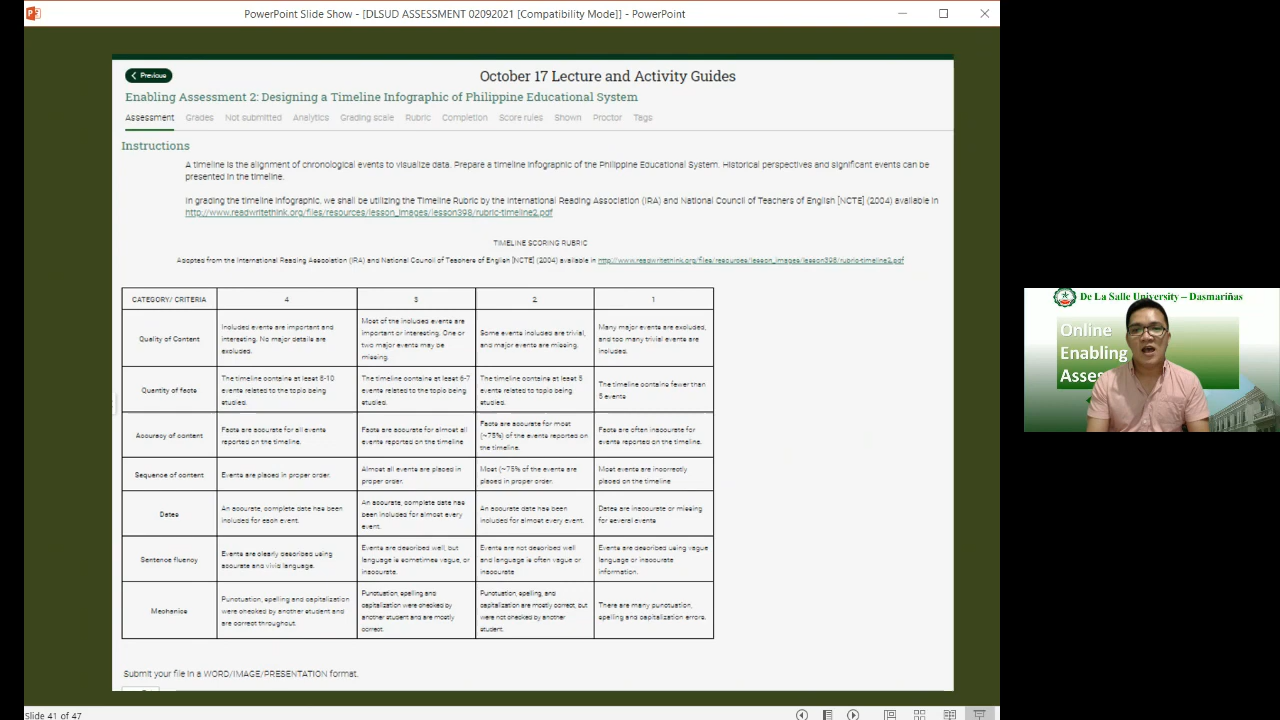 PowerPoint Slide Show - [DLSUD ASSESSMENT 02092021 [Compatibility Mode]] - PowerPoint
Previous
October 17 Lecture and Activity Guides
Enabling Assessment 2: Designing a Timeline Infographic of Philippine Educational System
Assessment Grades Not submitted Analytics Grading scale Rubric Completion Score rules Shown Proctor Tags
Instructions
A timeline is the alignment of chronological events to visualize data. Prepare a timeline infographic of the Philippine Educational System. Historical perspectives and significant events can be
presented in the timeline.
In grading the timeline infographic, we shall be utilizing the Timeline Rubric by the International Reading Association (IRA) and National Council of Teachers of English [NCTE] (2004) available in
http://www.readwritethink.org/files/resources/lesson_images/lesson398/rubric-timeline2.pdf
TIMELINE SCORING RUBRIC
Adopted from the International Reading Association (IRA) and National Council of Teachers of English [NCTE] (2004) available in http://www.readwritethink.org/files/resources/lesson_images/lesson398/rubric-timeline2.pdf
CATEGORY/ CRITERIA 4 3 2 1
Quality of Content
Included events are important and
interesting. No major details are
excluded.
Most of the included events are
important or interesting. One or
two major events may be
missing.
Some events included are trivial,
and major events are missing.
Many major events are excluded,
and too many trivial events are
included.
Quantity of facts
The timeline contains at least 8-10
events related to the topic being
studied.
The timeline contains at least 6-7
events related to the topic being
studied.
The timeline contains at least 5
events related to topic being
studied.
The timeline contains fewer than
5 events
Accuracy of content
Facts are accurate for all events
reported on the timeline.
Facts are accurate for almost all
events reported on the timeline
Facts are accurate for most
(~75%) of the events reported on
the timeline.
Facts are often inaccurate for
events reported on the timeline.
Sequence of content
Events are placed in proper order.
Almost all events are placed in
proper order.
Most (~75% of the events are
placed in proper order.
Most events are incorrectly
placed on the timeline
Dates
An accurate, complete date has been
included for each event.
An accurate, complete date has
been included for almost every
event.
An accurate date has been
included for almost every event.
Dates are inaccurate or missing
for several events
Sentence fluency
Events are clearly described using
accurate and vivid language.
Events are described well, but
language is sometimes vague, or
inaccurate.
Events are not described well
and language is often vague or
inaccurate
Events are described using vague
language or inaccurate
information.
Mechanics
Punctuation, spelling and capitalization
were checked by another student and
are correct throughout.
Punctuation, spelling and
capitalization were checked by
another student and are mostly
correct.
Punctuation, spelling, and
capitalization are mostly correct, but
were not checked by another
student.
There are many punctuation,
spelling and capitalization errors.
Submit your file in a WORD/IMAGE/PRESENTATION format.
Slide 41 of 47
De La Salle University – Dasmariñas
Online
Enabling